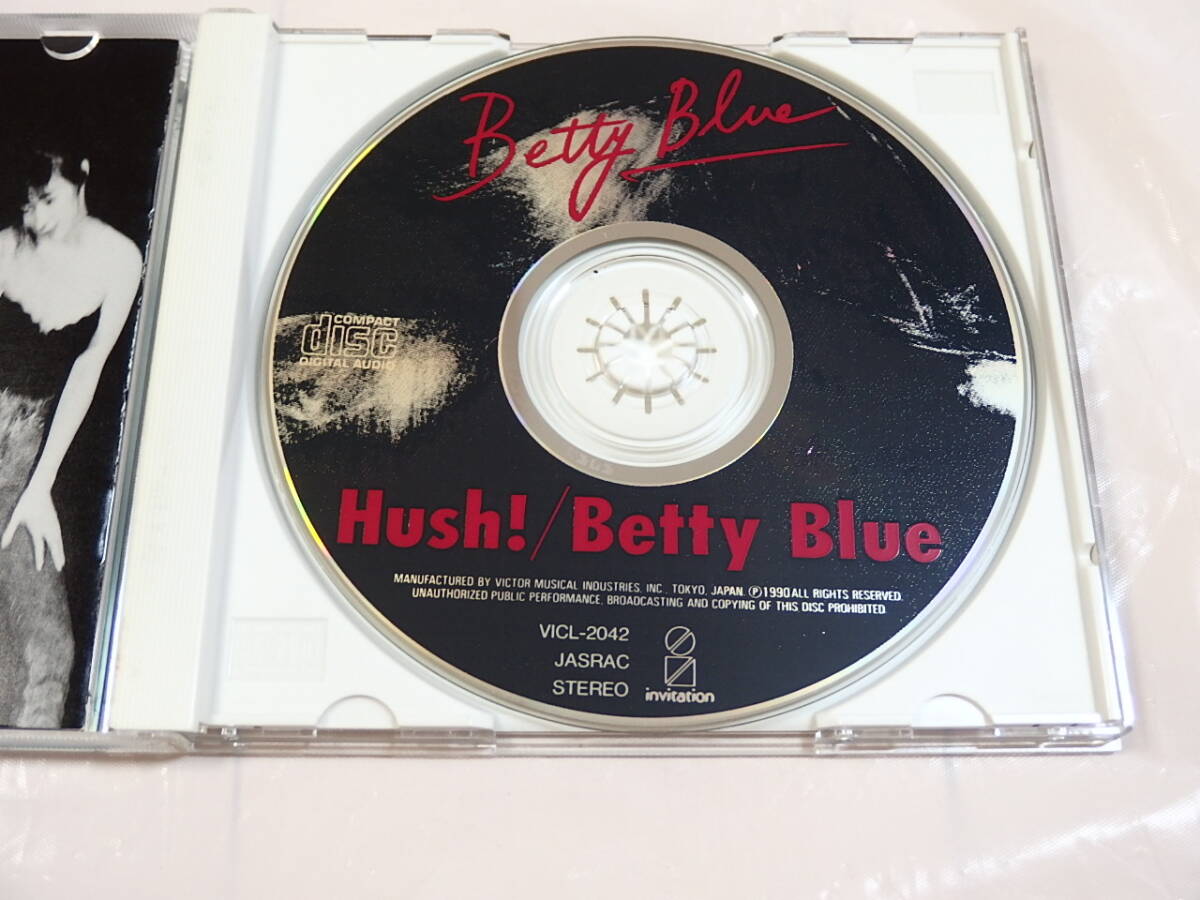 Betty Blue
COMPACT
disc
DIGITAL AUDIO
Hush!/Betty Blue
MANUFACTURED BY VICTOR MUSICAL INDUSTRIES, INC., TOKYO, JAPAN. Ⓟ1990 ALL RIGHTS RESERVED.
UNAUTHORIZED PUBLIC PERFORMANCE, BROADCASTING AND COPYING OF THIS DISC PROHIBITED.
VICL-2042
JASRAC
STEREO
invitation